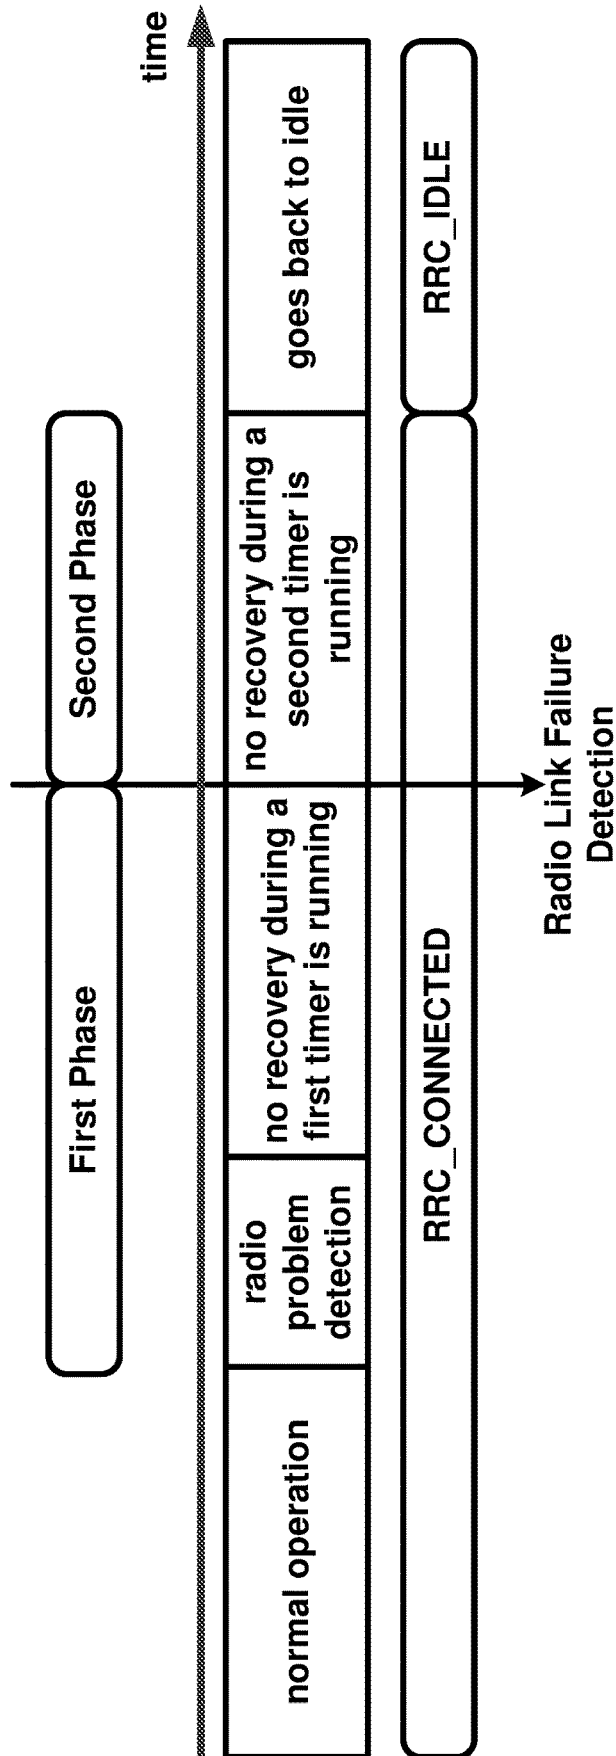 First Phase
Second Phase
time
normal operation
radio
problem
detection
no recovery during a
first timer is running
no recovery during a
second timer is
running
goes back to idle
RRC_CONNECTED
RRC_IDLE
Radio Link Failure
Detection